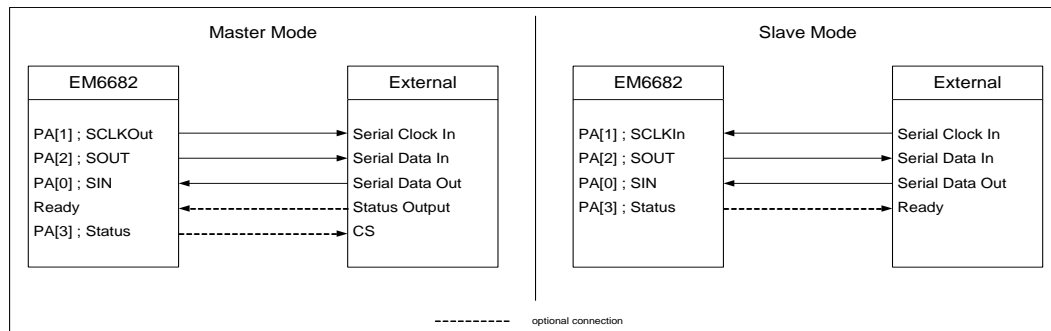 Master Mode
EM6682
External
PA[1] ; SCLKOut
Serial Clock In
PA[2] ; SOUT
Serial Data In
PA[0] ; SIN
Serial Data Out
Ready
Status Output
PA[3] ; Status
CS
Slave Mode
EM6682
External
PA[1] ; SCLKIn
Serial Clock In
PA[2] ; SOUT
Serial Data In
PA[0] ; SIN
Serial Data Out
PA[3] ; Status
Ready
optional connection